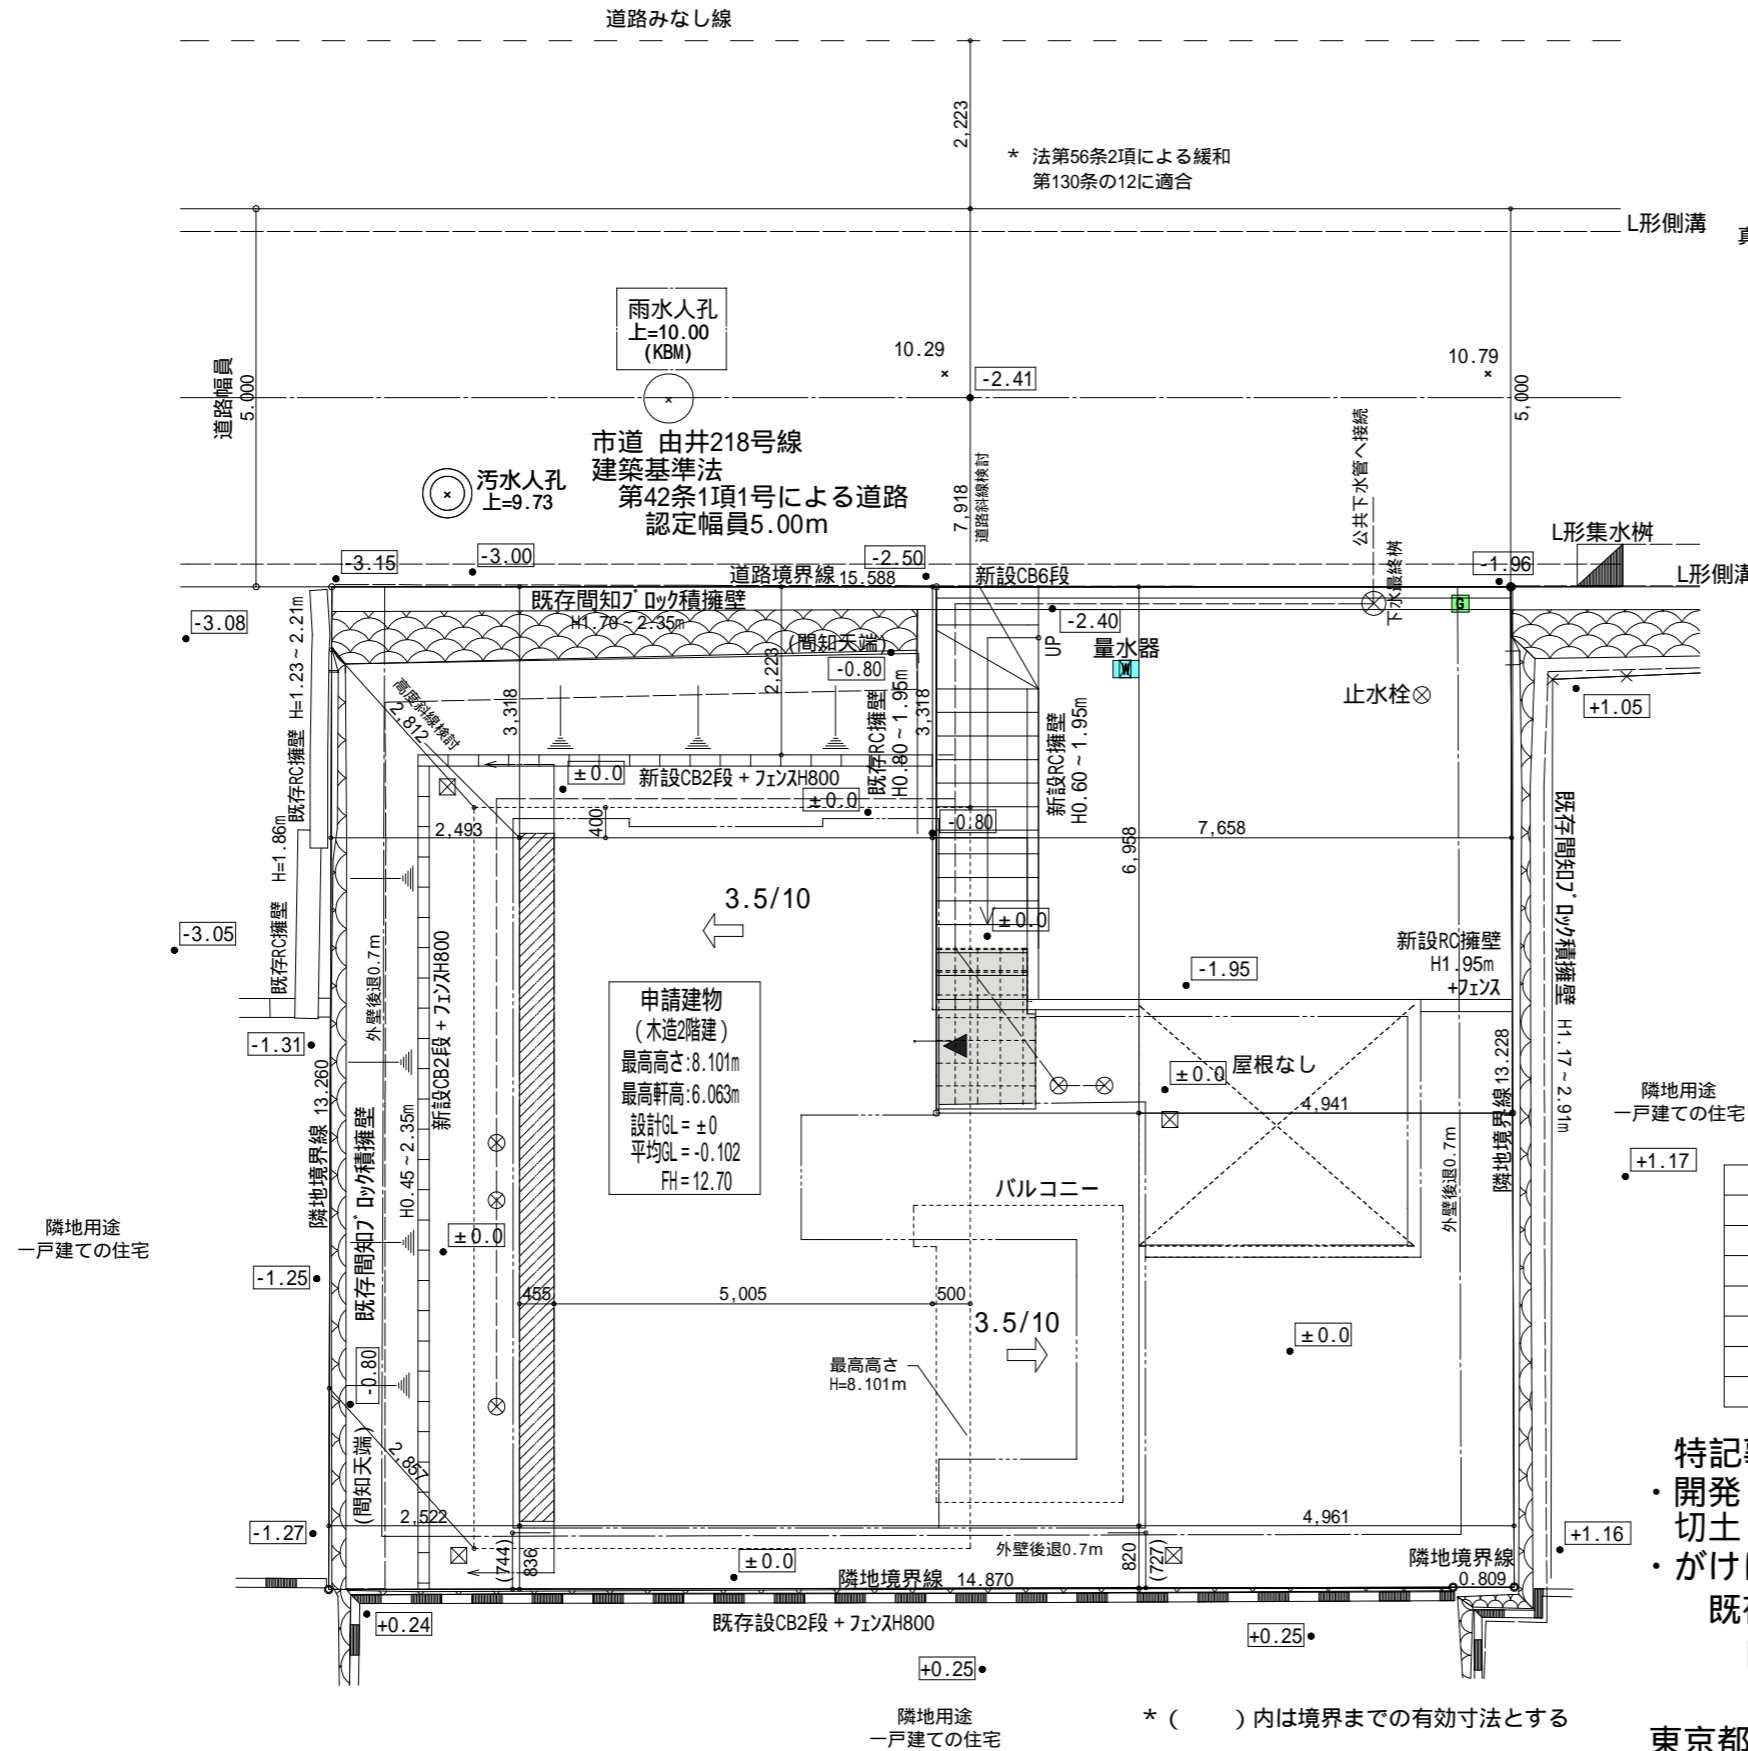 道路みなし線
2,223
* 法第56条2項による緩和
第130条の12に適合
L形側溝
雨水人孔
上=10.00
(KBM)
10.29
10.79
-2.41
道路幅員
5.000
5,000
市道 由井218号線
建築基準法
第42条1項1号による道路
認定幅員5.00m
汚水人孔
上=9.73
7,918
道路斜線検討
公共下水管へ接続
下水最終桝
L形集水桝
L形側溝
-3.15
-3.00
-2.50
-1.96
道路境界線 15.588
新設CB6段
既存間知ブロック積擁壁
H1.70~2.35m
-3.08
(間知天端)
-0.80
-2.40
UP
量水器
W
G
止水栓
+1.05
既存RC擁壁 H=1.23~2.21m
高度斜線検討
2,812
3,318
2,223
既存RC擁壁
H0.80~1.95m
3,318
新設RC擁壁
H0.60~1.95m
±0.0
新設CB2段+フェンスH800
±0.0
-0.80
2,493
400
6,958
7,658
既存RC擁壁 H=1.86m
既存間知ブロック積擁壁 H1.17~2.91m
3.5/10
±0.0
-3.05
外壁後退0.7m
新設CB2段+フェンスH800
新設RC擁壁
H1.95m
+フェンス
-1.95
申請建物
(木造2階建)
最高高さ:8.101m
最高軒高:6.063m
設計GL=±0
平均GL=-0.102
FH=12.70
-1.31
隣地境界線 13.260
既存間知ブロック積擁壁
H0.45~2.35m
±0.0
屋根なし
4,941
隣地境界線 13.228
外壁後退0.7m
隣地用途
一戸建ての住宅
+1.17
バルコニー
隣地用途
一戸建ての住宅
±0.0
-1.25
455
5,005
500
3.5/10
±0.0
最高高さ
H=8.101m
-0.80
(間知天端)
2,857
2,522
4,961
-1.27
+1.16
(744)
836
±0.0
外壁後退0.7m
820
(727)
隣地境界線 14.870
隣地境界線
0.809
+0.24
既存設CB2段+フェンスH800
+0.25
+0.25
隣地用途
一戸建ての住宅
*( )内は境界までの有効寸法とする
特記
・開発
切土
・がけ
東京都